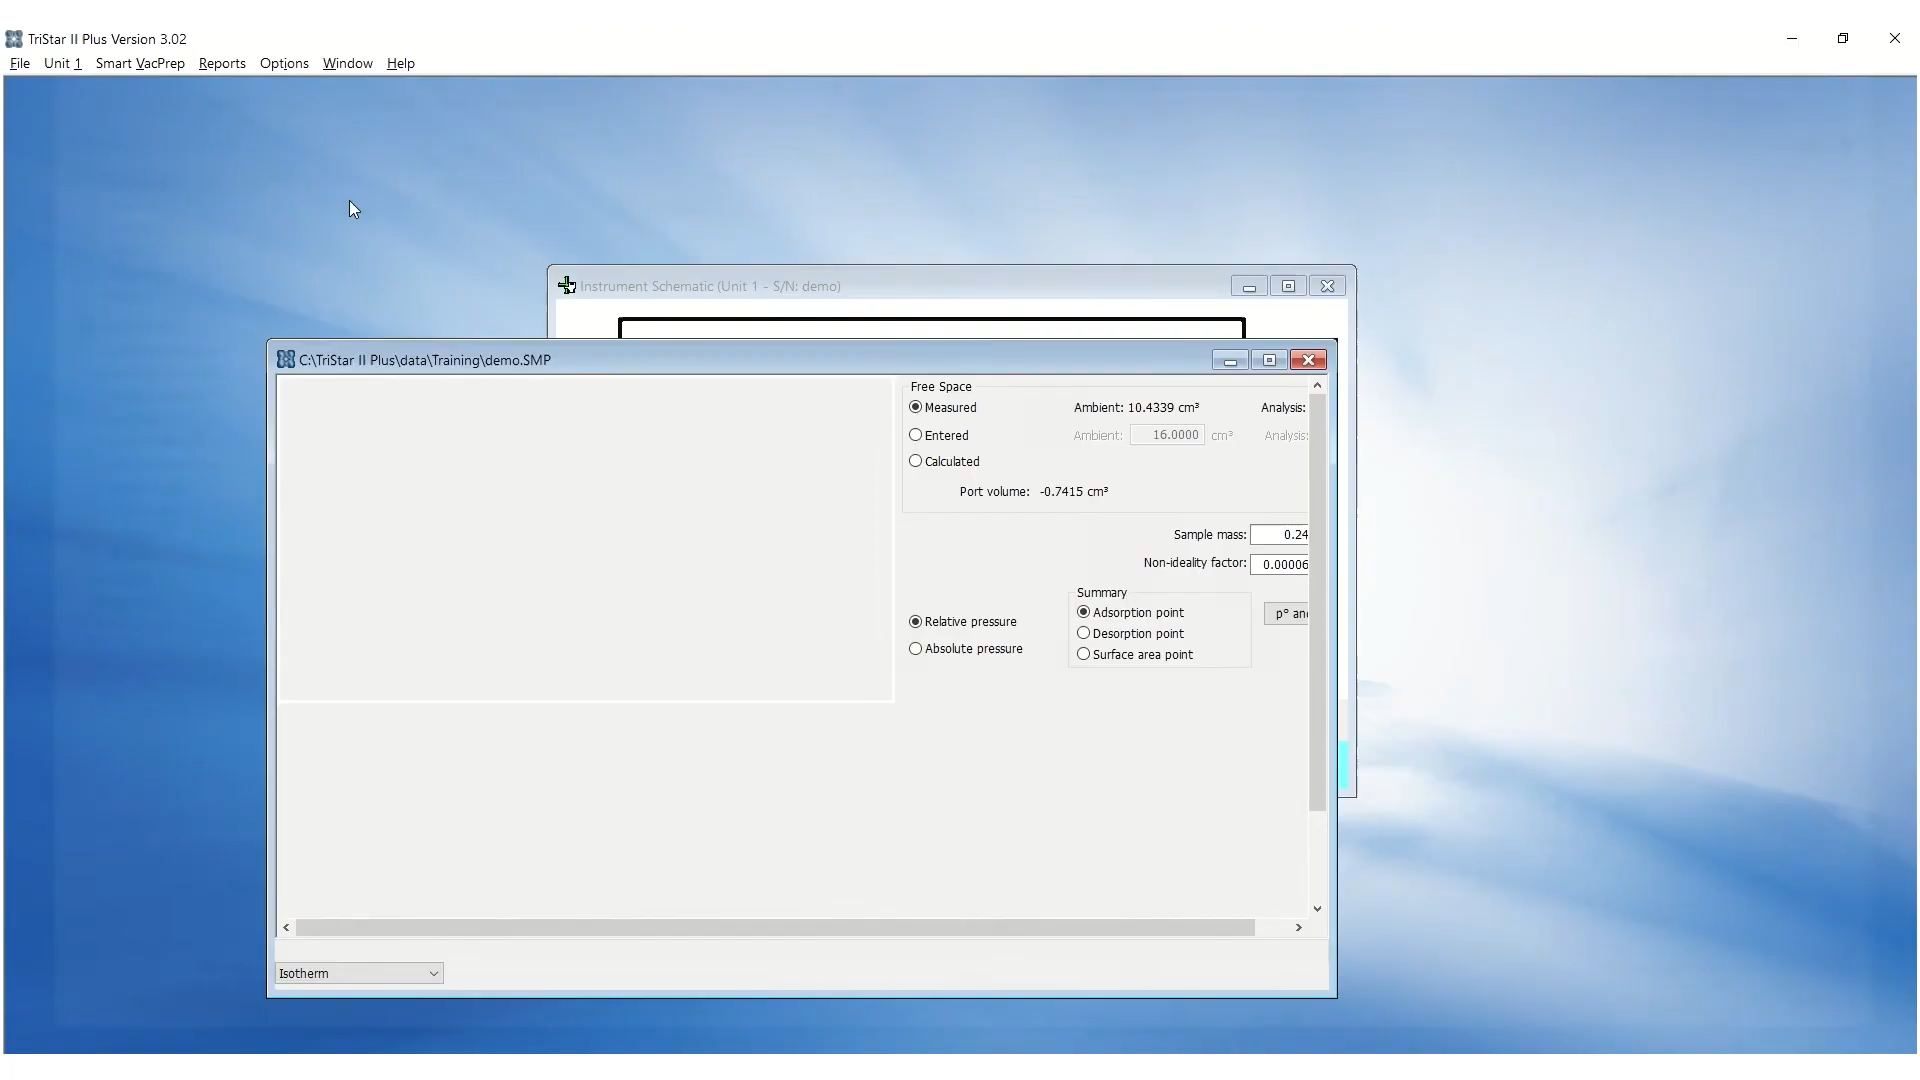 TriStar II Plus Version 3.02
File Unit 1 Smart VacPrep Reports Options Window Help
Instrument Schematic (Unit 1 - S/N: demo)
C:\TriStar II Plus\data\Training\demo.SMP
Free Space
Measured Ambient: 10.4339 cm³ Analysis:
Entered Ambient: 16.0000 cm³ Analysis:
Calculated
Port volume: -0.7415 cm³
Sample mass: 0.24
Non-ideality factor: 0.00006
Summary
Adsorption point
p° and
Relative pressure
Desorption point
Absolute pressure
Surface area point
Isotherm